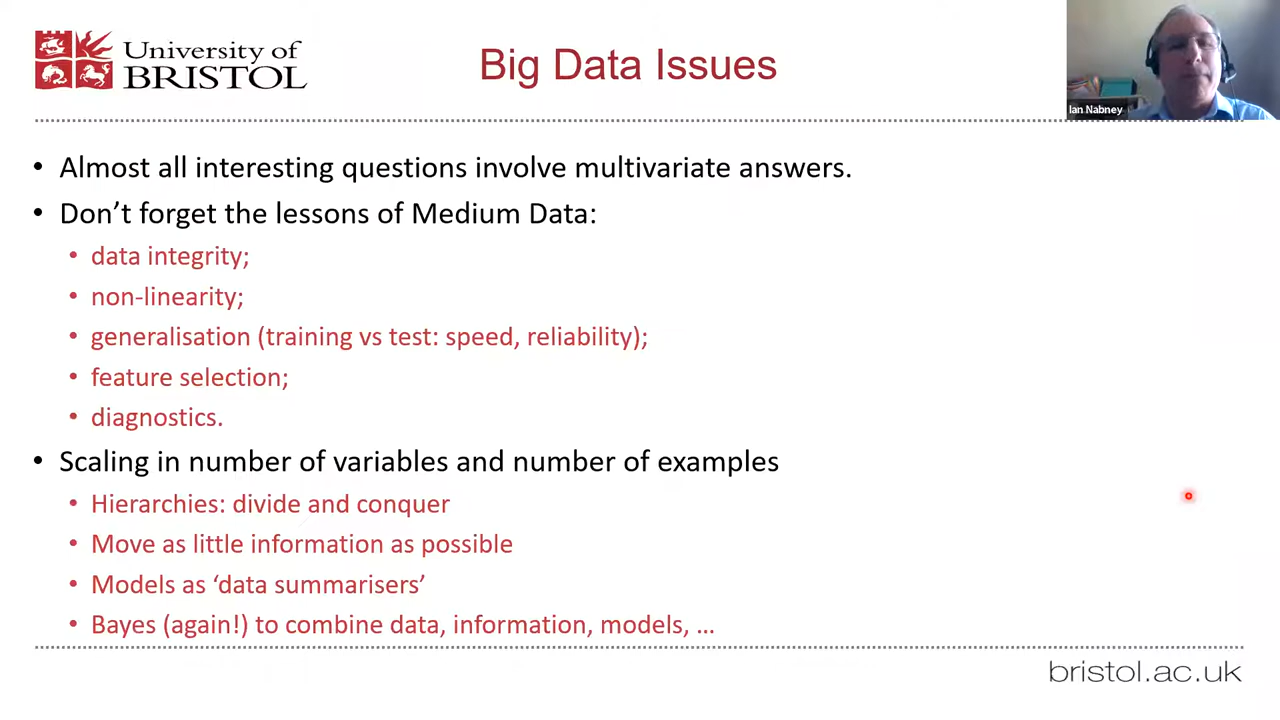 University of
BRISTOL
Big Data Issues
Ian Nabney
• Almost all interesting questions involve multivariate answers.
• Don’t forget the lessons of Medium Data:
• data integrity;
• non-linearity;
• generalisation (training vs test: speed, reliability);
• feature selection;
• diagnostics.
• Scaling in number of variables and number of examples
• Hierarchies: divide and conquer
• Move as little information as possible
• Models as ‘data summarisers’
• Bayes (again!) to combine data, information, models, …
bristol.ac.uk